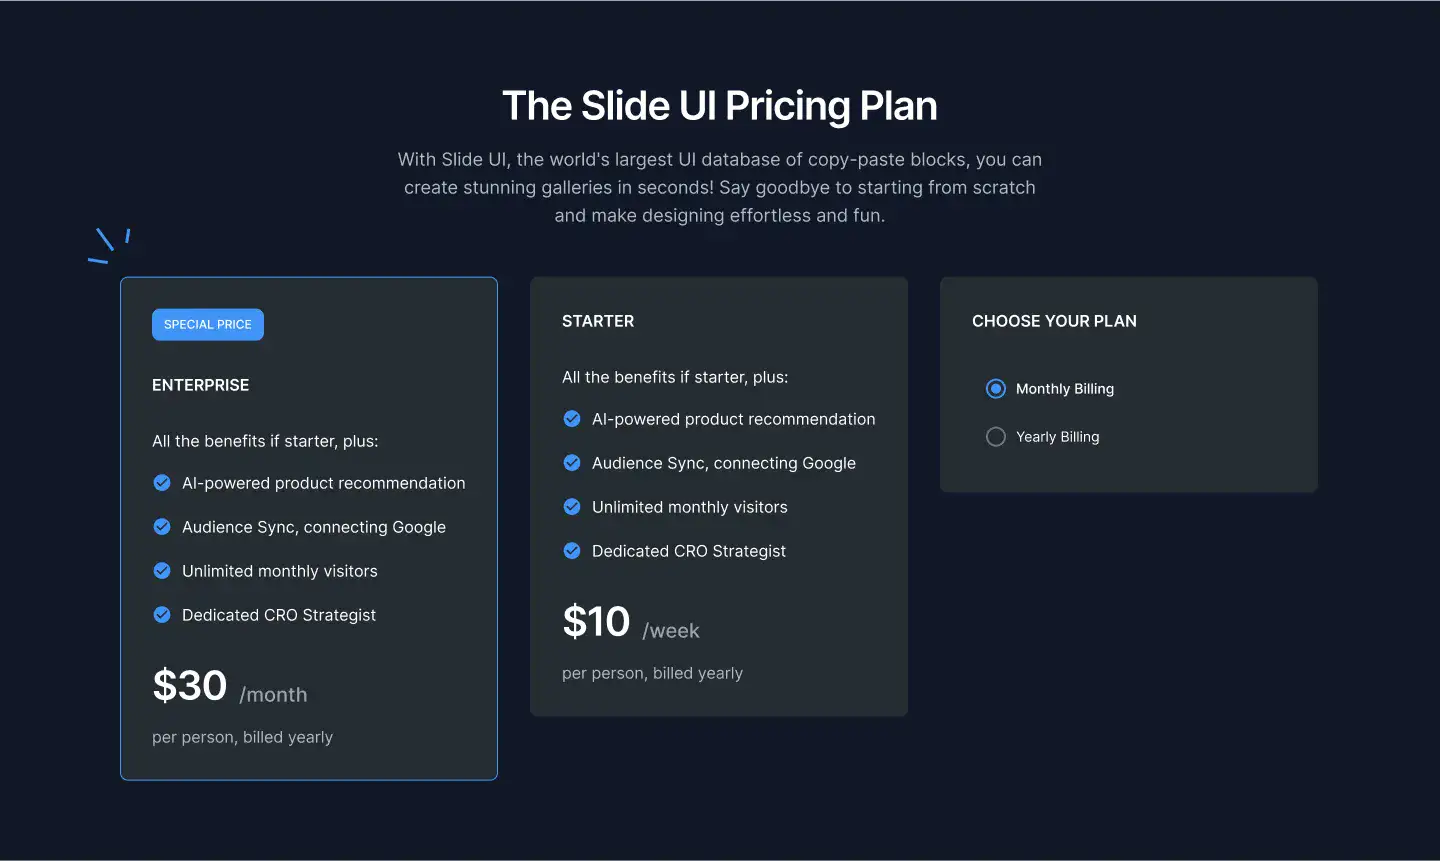 The Slide UI Pricing Plan
With Slide UI, the world's largest UI database of copy-paste blocks, you can
create stunning galleries in seconds! Say goodbye to starting from scratch
and make designing effortless and fun.
SPECIAL PRICE
ENTERPRISE
All the benefits if starter, plus:
AI-powered product recommendation
Audience Sync, connecting Google
Unlimited monthly visitors
Dedicated CRO Strategist
$30 /month
per person, billed yearly
STARTER
All the benefits if starter, plus:
AI-powered product recommendation
Audience Sync, connecting Google
Unlimited monthly visitors
Dedicated CRO Strategist
$10 /week
per person, billed yearly
CHOOSE YOUR PLAN
Monthly Billing
Yearly Billing